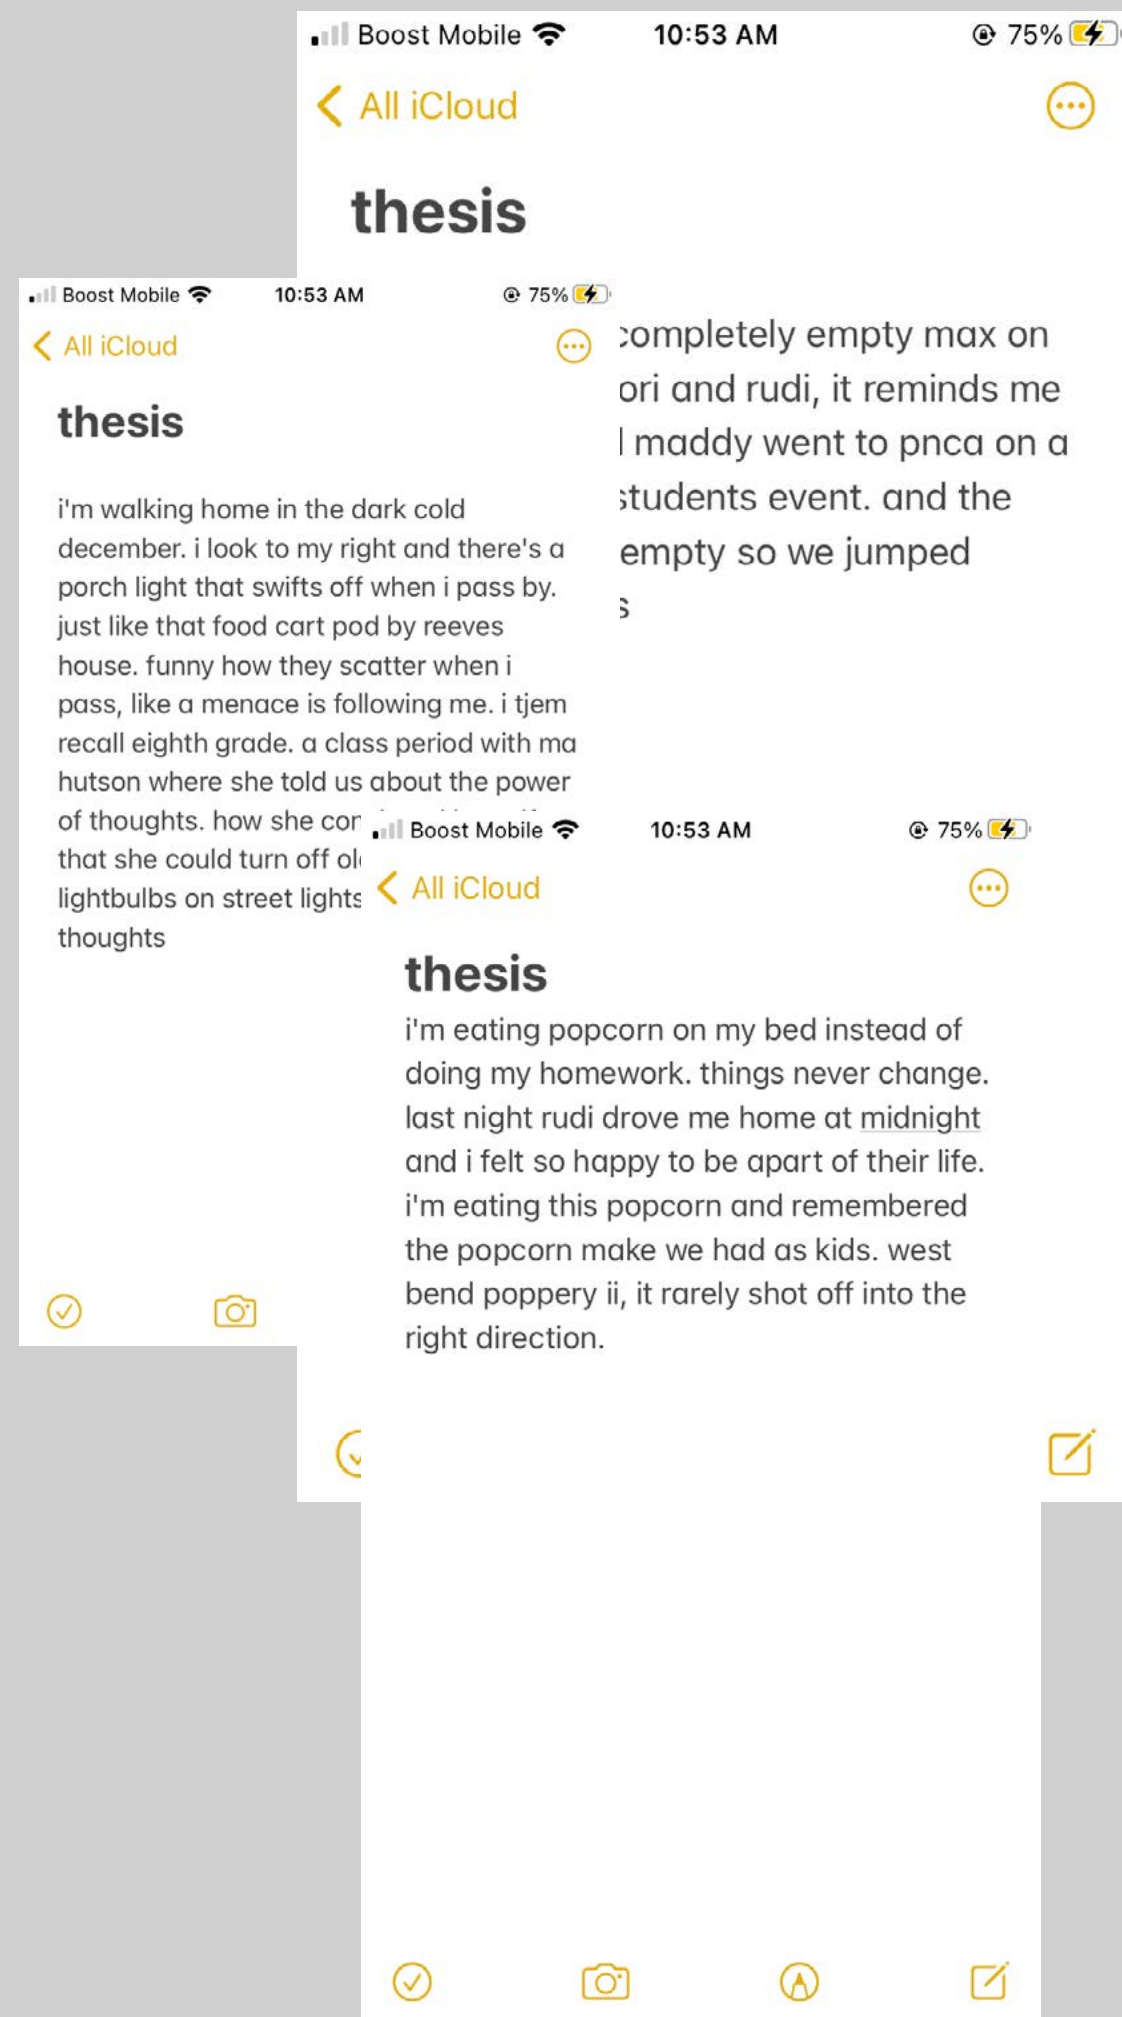 Boost Mobile 10:53 AM 75%
All iCloud
thesis
empty max on
and rudi, it reminds me
maddy went to pnca on a
event. and the
empty so we jumped
Boost Mobile 10:53 AM 75%
All iCloud
thesis
i'm walking home in the dark cold
december. i look to my right and there's a
porch light that swifts off when i pass by.
just like that food cart pod by reeves
house. funny how they scatter when i
pass, like a menace is following me. i tjem
recall eighth grade. a class period with ma
hutson where she told us about the power
of thoughts. how she
that she could turn off
lightbulbs on street lights
thoughts
Boost Mobile 10:53 AM 75%
All iCloud
thesis
i'm eating popcorn on my bed instead of
doing my homework. things never change.
last night rudi drove me home at midnight
and i felt so happy to be apart of their life.
i'm eating this popcorn and remembered
the popcorn make we had as kids. west
bend poppery ii, it rarely shot off into the
right direction.